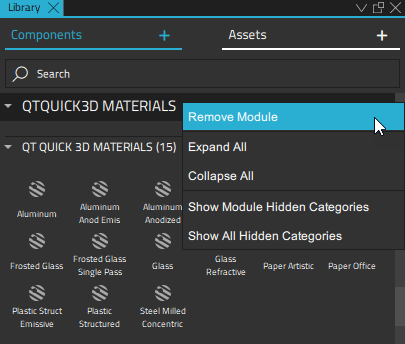 Library
Components +
Assets +
Search
QTQUICK3D MATERIALS
Remove Module
Expand All
Collapse All
Show Module Hidden Categories
Show All Hidden Categories
QT QUICK 3D MATERIALS (15)
Aluminum
Aluminum
Anod Emis
Aluminum
Anodized
Frosted Glass
Frosted Glass
Single Pass
Glass
Glass
Refractive
Paper Artistic
Paper Office
Plastic Struct
Emissive
Plastic
Structured
Steel Milled
Concentric